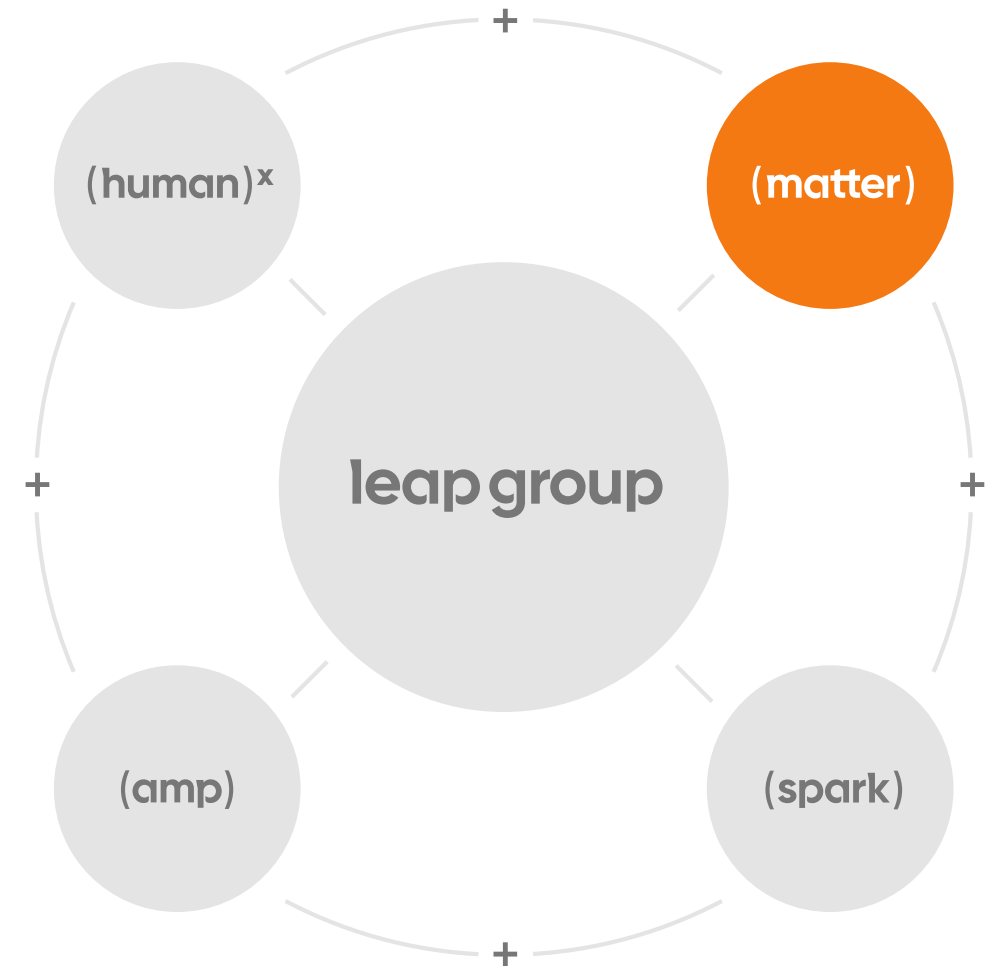 +
(human)ˣ
(matter)
leap group
+
+
(amp)
(spark)
+